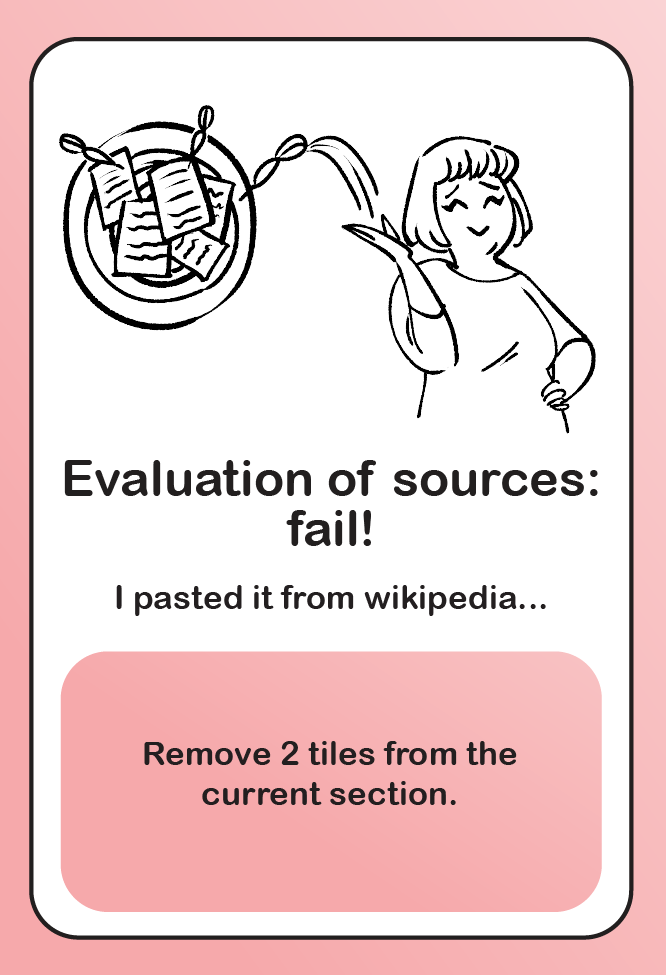 Evaluation of sources:
fail!
I pasted it from wikipedia...
Remove 2 tiles from the
current section.